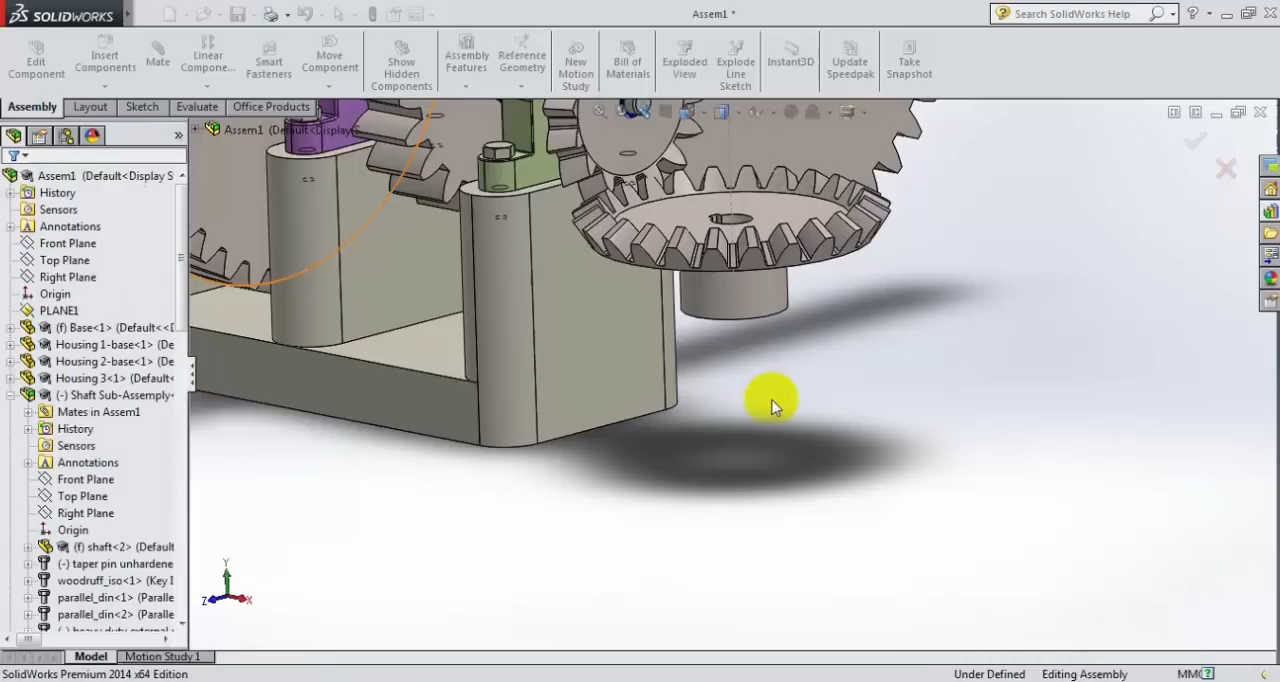 SOLIDWORKS
Assem1 *
Search SolidWorks Help
Edit Component
Insert Components
Mate
Linear Compone...
Smart Fasteners
Move Component
Show Hidden Components
Assembly Features
Reference Geometry
New Motion Study
Bill of Materials
Exploded View
Explode Line Sketch
Instant3D
Update Speedpak
Take Snapshot
Assembly
Layout
Sketch
Evaluate
Office Products
Assem1 (Default<Display S
Assem1 (Default<Display S
History
Sensors
Annotations
Front Plane
Top Plane
Right Plane
Origin
PLANE1
(f) Base<1> (Default<<D
Housing 1-base<1> (De
Housing 2-base<1> (De
Housing 3<1> (Default<
(-) Shaft Sub-Assembly<
Mates in Assem1
History
Sensors
Annotations
Front Plane
Top Plane
Right Plane
Origin
(f) shaft<2> (Default
(-) taper pin unhardene
woodruff_iso<1> (Key I
parallel_din<1> (Paralle
parallel_din<2> (Paralle
Y
Z
X
Model
Motion Study 1
SolidWorks Premium 2014 x64 Edition
Under Defined
Editing Assembly